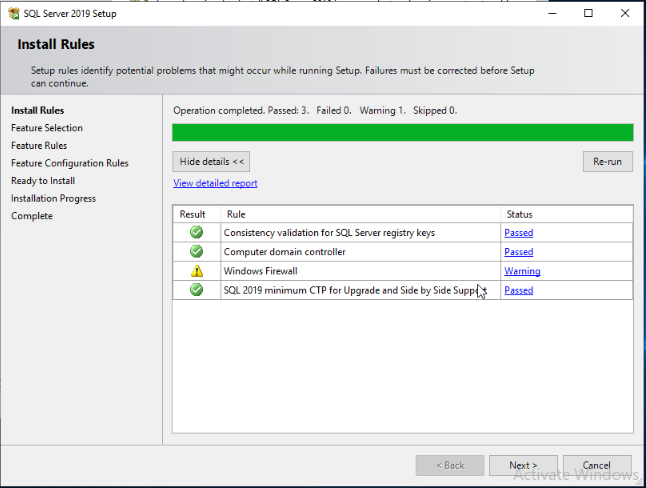 SQL Server 2019 Setup
Install Rules
Setup rules identify potential problems that might occur while running Setup. Failures must be corrected before Setup
can continue.
Install Rules
Feature Selection
Feature Rules
Feature Configuration Rules
Ready to Install
Installation Progress
Complete
Operation completed. Passed: 3. Failed 0. Warning 1. Skipped 0.
Hide details <<
Re-run
View detailed report
Result Rule Status
Consistency validation for SQL Server registry keys Passed
Computer domain controller Passed
Windows Firewall Warning
SQL 2019 minimum CTP for Upgrade and Side by Side Support Passed
< Back Next > Cancel
Activate Windows